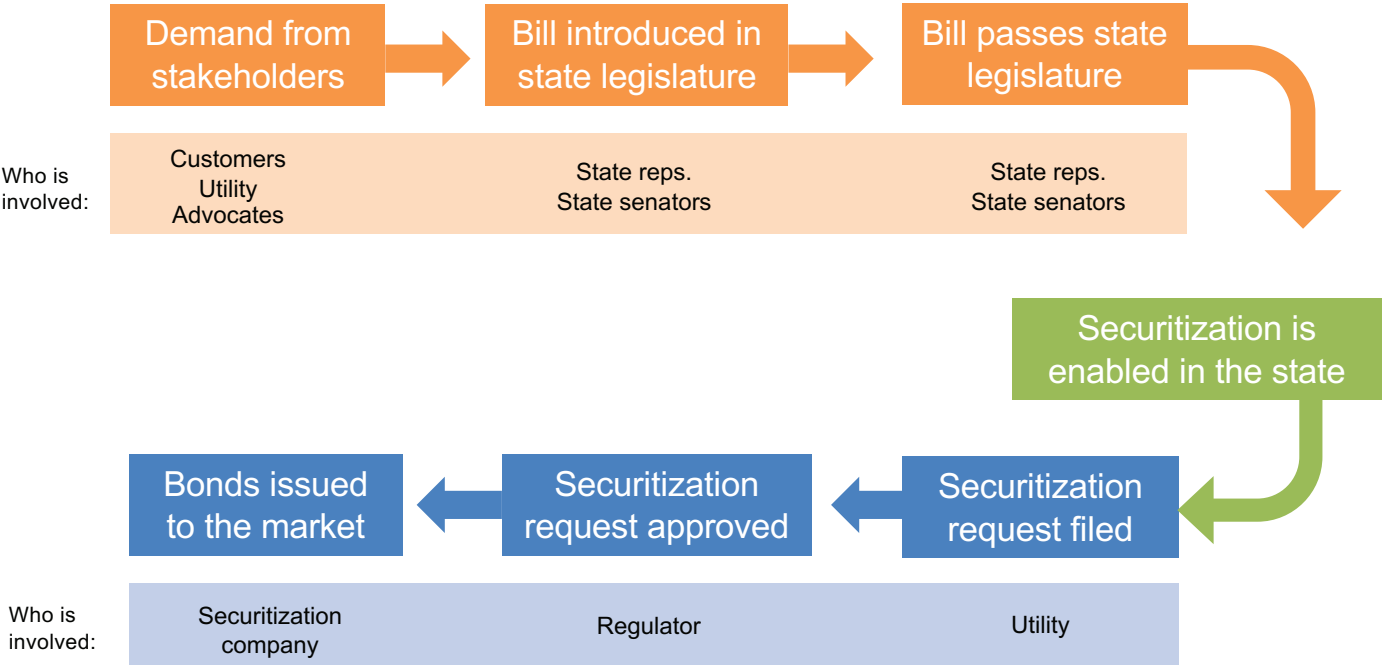 Demand from
stakeholders
Bill introduced in
state legislature
Bill passes state
legislature
Who is
involved:
Customers
Utility
Advocates
State reps.
State senators
State reps.
State senators
Securitization is
enabled in the state
Bonds issued
to the market
Securitization
request approved
Securitization
request filed
Who is
involved:
Securitization
company
Regulator
Utility